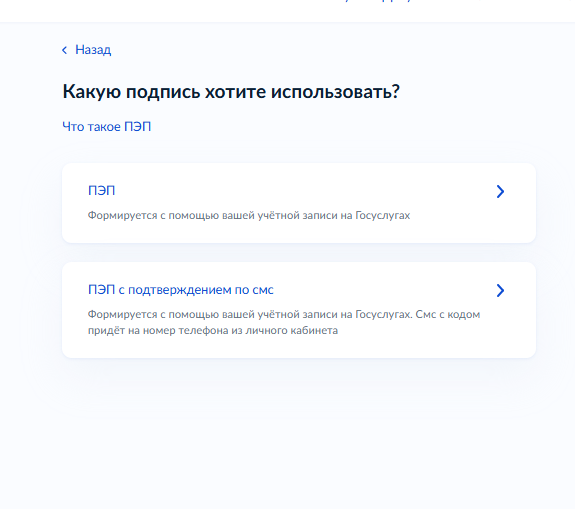 Назад
Какую подпись хотите использовать?
Что такое ПЭП
ПЭП
Формируется с помощью вашей учётной записи на Госуслугах
ПЭП с подтверждением по смс
Формируется с помощью вашей учётной записи на Госуслугах. Смс с кодом
придёт на номер телефона из личного кабинета